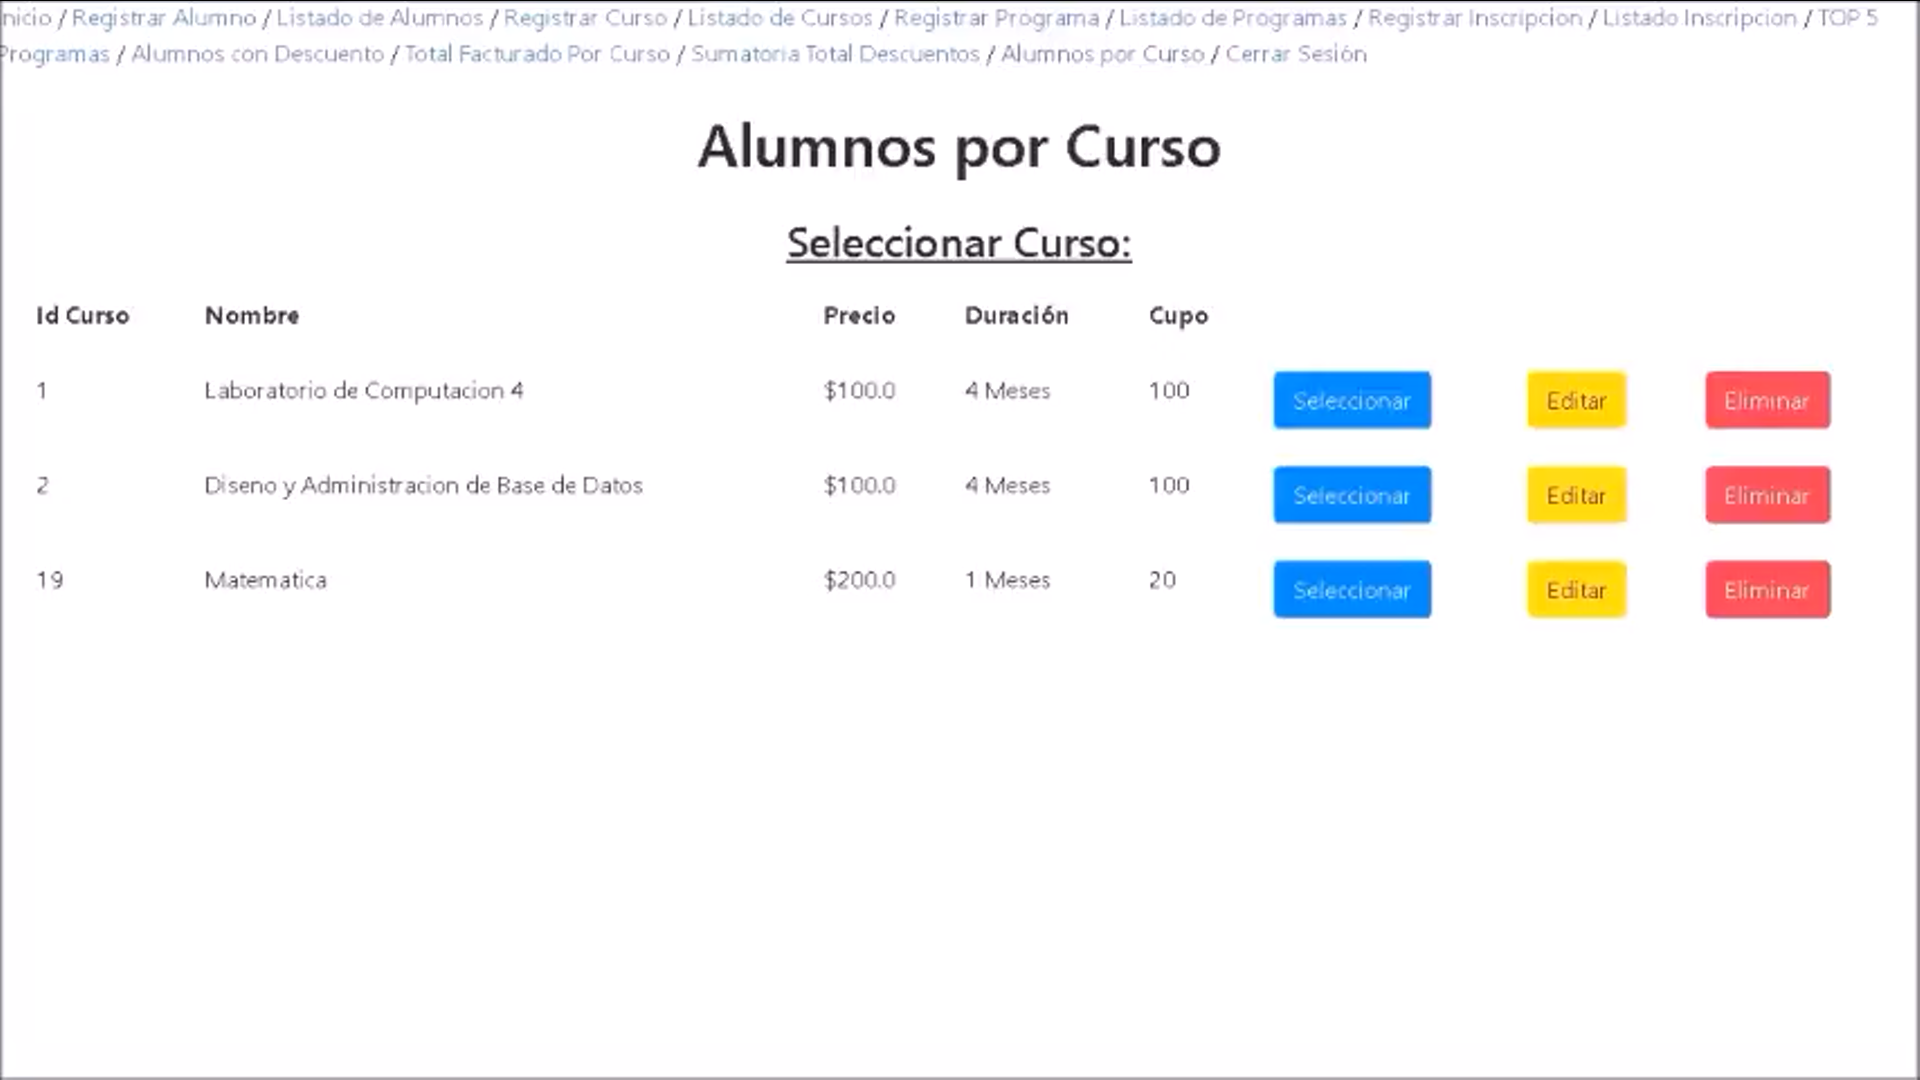 nicio / Registrar Alumno / Listado de Alumnos / Registrar Curso / Listado de Cursos / Registrar Programa / Listado de Programas / Registrar Inscripcion / Listado Inscripcion / TOP 5
Programas / Alumnos con Descuento / Total Facturado Por Curso / Sumatoria Total Descuentos / Alumnos por Curso / Cerrar Sesión
Alumnos por Curso
Seleccionar Curso:
Id Curso Nombre Precio Duración Cupo
1 Laboratorio de Computacion 4 $100.0 4 Meses 100 Seleccionar Editar Eliminar
2 Diseno y Administracion de Base de Datos $100.0 4 Meses 100 Seleccionar Editar Eliminar
19 Matematica $200.0 1 Meses 20 Seleccionar Editar Eliminar